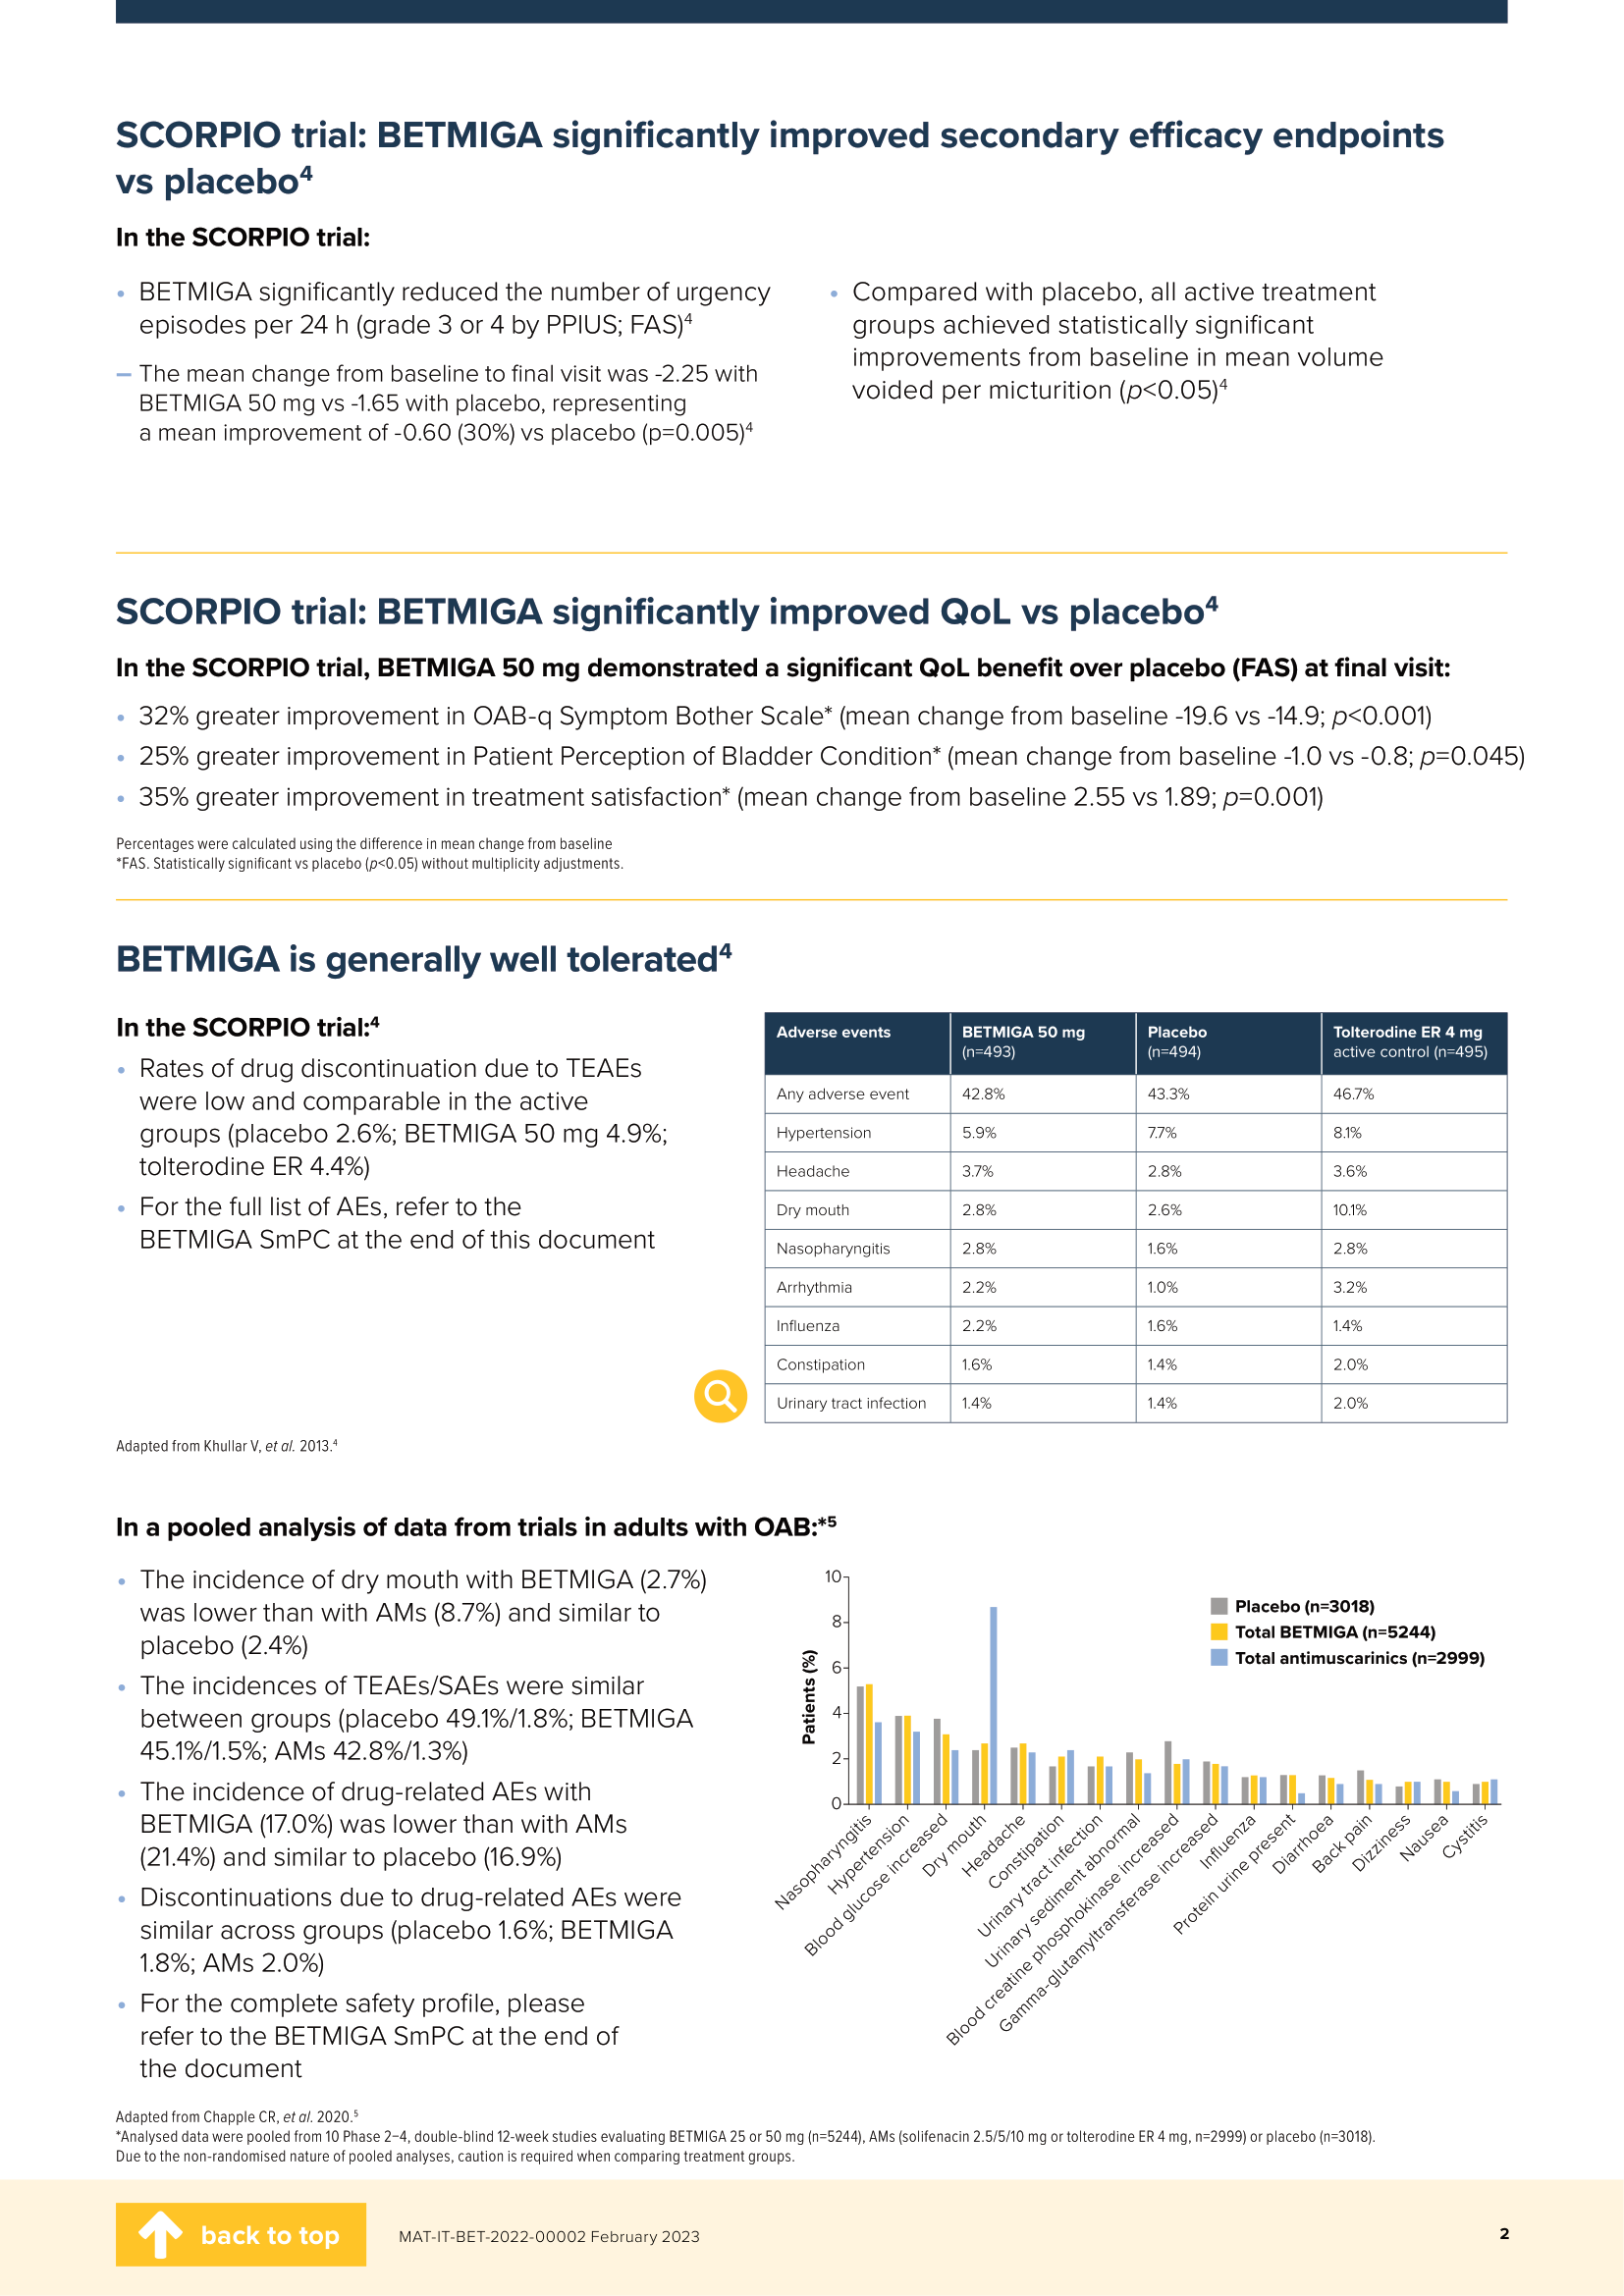 SCORPIO trial: BETMIGA significantly improved secondary efficacy endpoints
vs placebo4
In the SCORPIO trial:
• BETMIGA significantly reduced the number of urgency
episodes per 24 h (grade 3 or 4 by PPIUS; FAS)4
– The mean change from baseline to final visit was -2.25 with
BETMIGA 50 mg vs -1.65 with placebo, representing
a mean improvement of -0.60 (30%) vs placebo (p=0.005)4
• Compared with placebo, all active treatment
groups achieved statistically significant
improvements from baseline in mean volume
voided per micturition (p<0.05)4
SCORPIO trial: BETMIGA significantly improved QoL vs placebo4
In the SCORPIO trial, BETMIGA 50 mg demonstrated a significant QoL benefit over placebo (FAS) at final visit:
• 32% greater improvement in OAB-q Symptom Bother Scale* (mean change from baseline -19.6 vs -14.9; p<0.001)
• 25% greater improvement in Patient Perception of Bladder Condition* (mean change from baseline -1.0 vs -0.8; p=0.045)
• 35% greater improvement in treatment satisfaction* (mean change from baseline 2.55 vs 1.89; p=0.001)
Percentages were calculated using the difference in mean change from baseline
*FAS. Statistically significant vs placebo (p<0.05) without multiplicity adjustments.
BETMIGA is generally well tolerated4
In the SCORPIO trial:4
• Rates of drug discontinuation due to TEAEs
were low and comparable in the active
groups (placebo 2.6%; BETMIGA 50 mg 4.9%;
tolterodine ER 4.4%)
• For the full list of AEs, refer to the
BETMIGA SmPC at the end of this document
Adverse events BETMIGA 50 mg (n=493) Placebo (n=494) Tolterodine ER 4 mg active control (n=495)
Any adverse event 42.8% 43.3% 46.7%
Hypertension 5.9% 7.7% 8.1%
Headache 3.7% 2.8% 3.6%
Dry mouth 2.8% 2.6% 10.1%
Nasopharyngitis 2.8% 1.6% 2.8%
Arrhythmia 2.2% 1.0% 3.2%
Influenza 2.2% 1.6% 1.4%
Constipation 1.6% 1.4% 2.0%
Urinary tract infection 1.4% 1.4% 2.0%
Adapted from Khullar V, et al. 2013.4
In a pooled analysis of data from trials in adults with OAB:*5
• The incidence of dry mouth with BETMIGA (2.7%)
was lower than with AMs (8.7%) and similar to
placebo (2.4%)
• The incidences of TEAEs/SAEs were similar
between groups (placebo 49.1%/1.8%; BETMIGA
45.1%/1.5%; AMs 42.8%/1.3%)
• The incidence of drug-related AEs with
BETMIGA (17.0%) was lower than with AMs
(21.4%) and similar to placebo (16.9%)
• Discontinuations due to drug-related AEs were
similar across groups (placebo 1.6%; BETMIGA
1.8%; AMs 2.0%)
• For the complete safety profile, please
refer to the BETMIGA SmPC at the end of
the document
Patients (%)
10
8
6
4
2
0
Placebo (n=3018)
Total BETMIGA (n=5244)
Total antimuscarinics (n=2999)
Nasopharyngitis
Hypertension
Blood glucose increased
Dry mouth
Headache
Constipation
Urinary tract infection
Urinary sediment abnormal
Blood creatine phosphokinase increased
Gamma-glutamyltransferase increased
Influenza
Protein urine present
Diarrhoea
Back pain
Dizziness
Nausea
Cystitis
Adapted from Chapple CR, et al. 2020.5
*Analysed data were pooled from 10 Phase 2–4, double-blind 12-week studies evaluating BETMIGA 25 or 50 mg (n=5244), AMs (solifenacin 2.5/5/10 mg or tolterodine ER 4 mg, n=2999) or placebo (n=3018).
Due to the non-randomised nature of pooled analyses, caution is required when comparing treatment groups.
back to top
MAT-IT-BET-2022-00002 February 2023
2